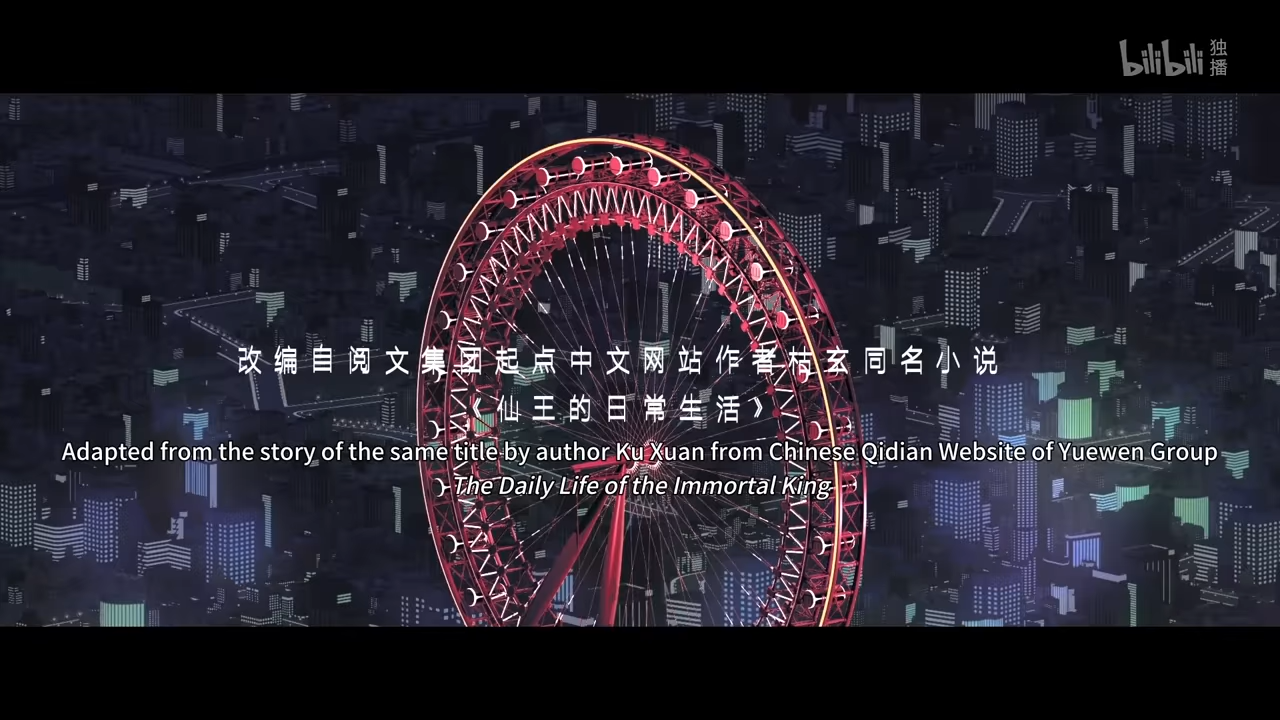 bilibili 独播
改编自阅文集团起点中文网站作者枯玄同名小说
《仙王的日常生活》
Adapted from the story of the same title by author Ku Xuan from Chinese Qidian Website of Yuewen Group
The Daily Life of the Immortal King